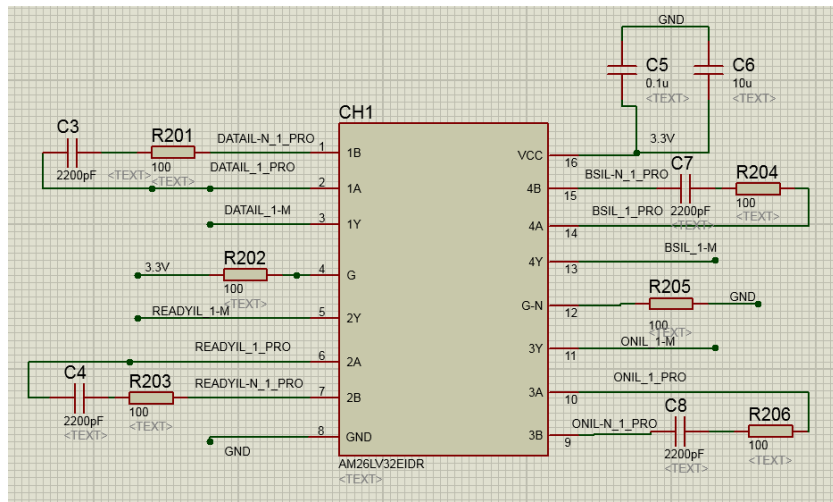 GND
C5
0.1u
<TEXT>
C6
10u
<TEXT>
3.3V
CH1
AM26LV32EIDR
<TEXT>
C3
2200pF
<TEXT>
R201
100
<TEXT>
DATAIL-N_1_PRO
1
1B
DATAIL_1_PRO
2
1A
DATAIL_1-M
3
1Y
3.3V
R202
100
<TEXT>
4
G
READYIL_1-M
5
2Y
READYIL_1_PRO
6
2A
C4
2200pF
<TEXT>
R203
100
<TEXT>
READYIL-N_1_PRO
7
2B
GND
8
GND
VCC
16
4B
15
BSIL-N_1_PRO
C7
2200pF
<TEXT>
R204
100
<TEXT>
4A
14
BSIL_1_PRO
4Y
13
BSIL_1-M
G-N
12
R205
100
<TEXT>
GND
3Y
11
ONIL_1-M
3A
10
ONIL_1_PRO
3B
9
ONIL-N_1_PRO
C8
2200pF
<TEXT>
R206
100
<TEXT>